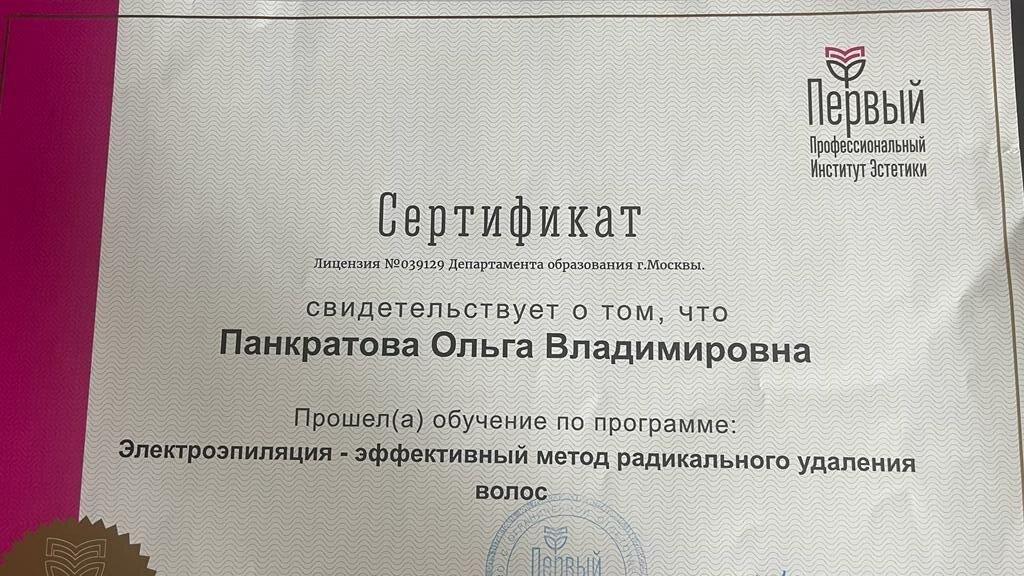 Первый
Профессиональный
Институт Эстетики
Сертификат
Лицензия №039129 Департамента образования г.Москвы.
свидетельствует о том, что
Панкратова Ольга Владимировна
Прошел(а) обучение по программе:
Электроэпиляция - эффективный метод радикального удаления
волос
Первый